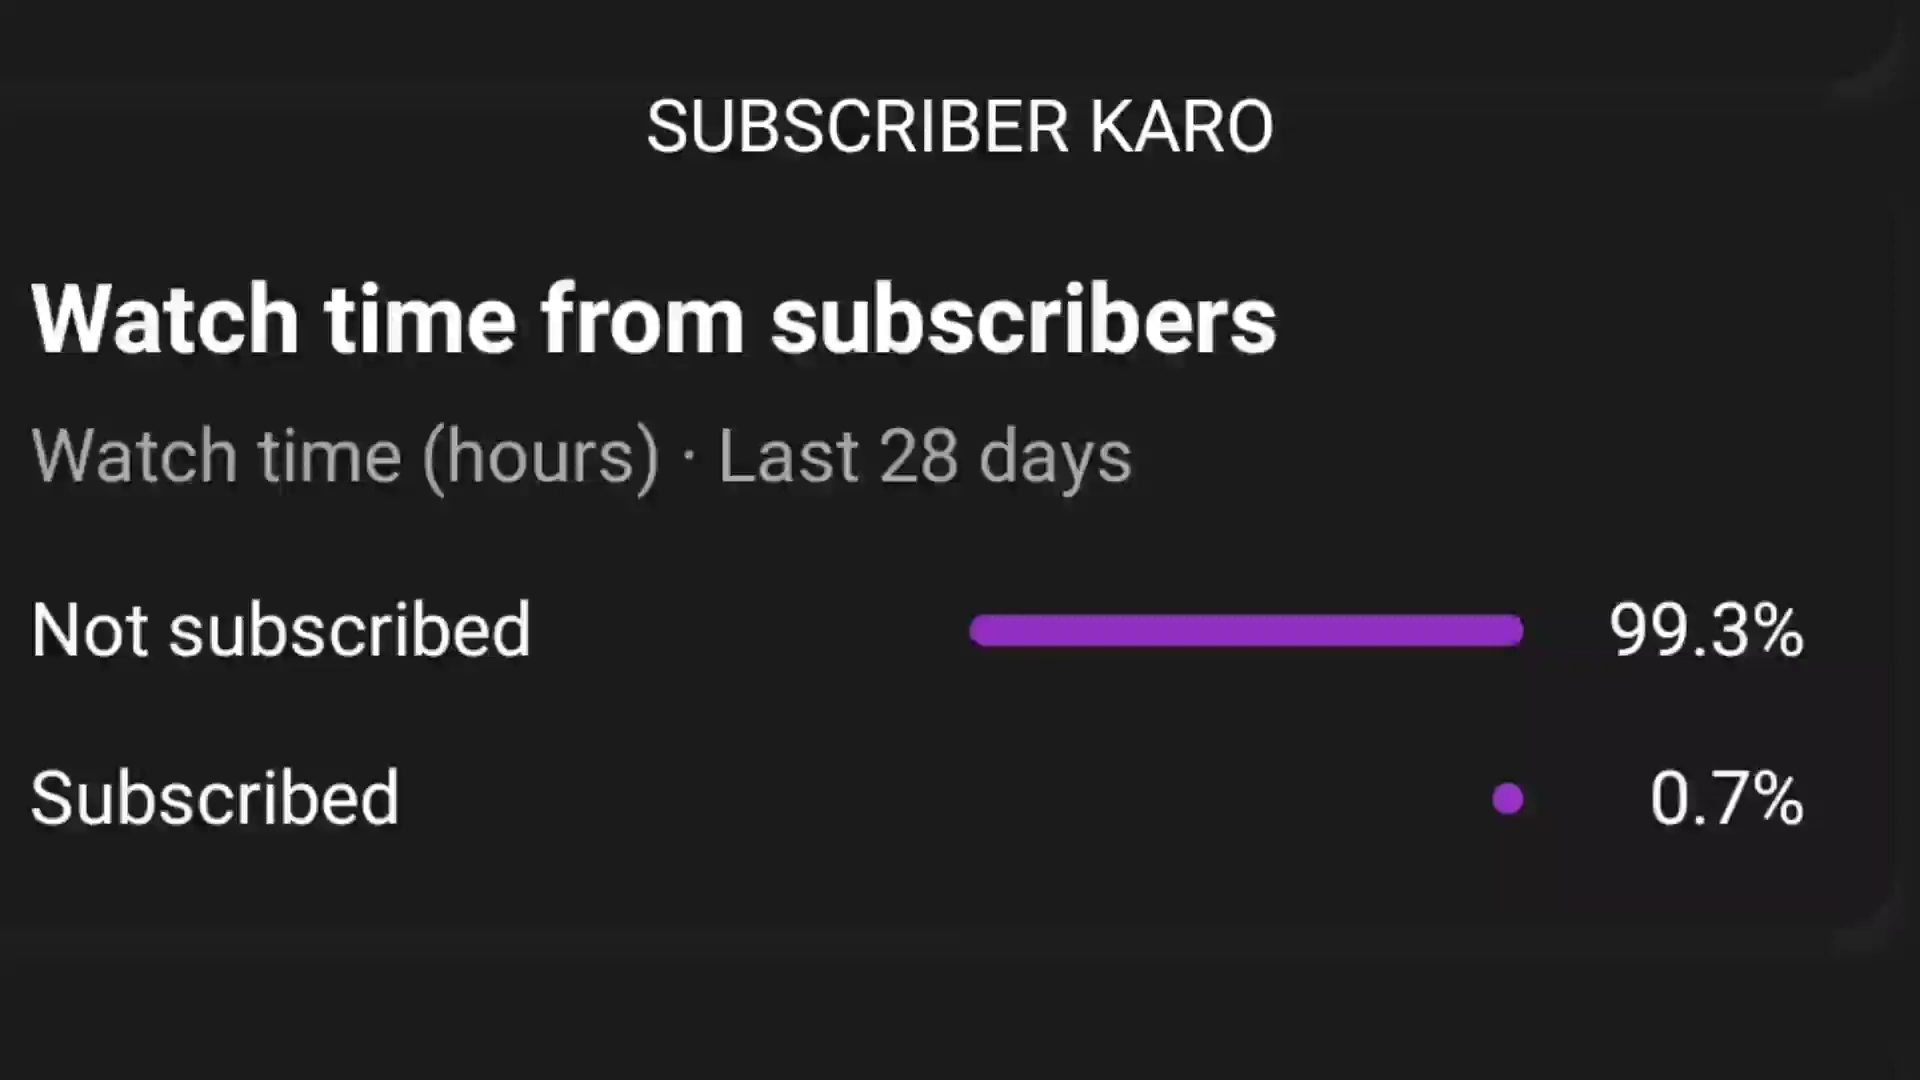 SUBSCRIBER KARO
Watch time from subscribers
Watch time (hours) · Last 28 days
Not subscribed 99.3%
Subscribed 0.7%